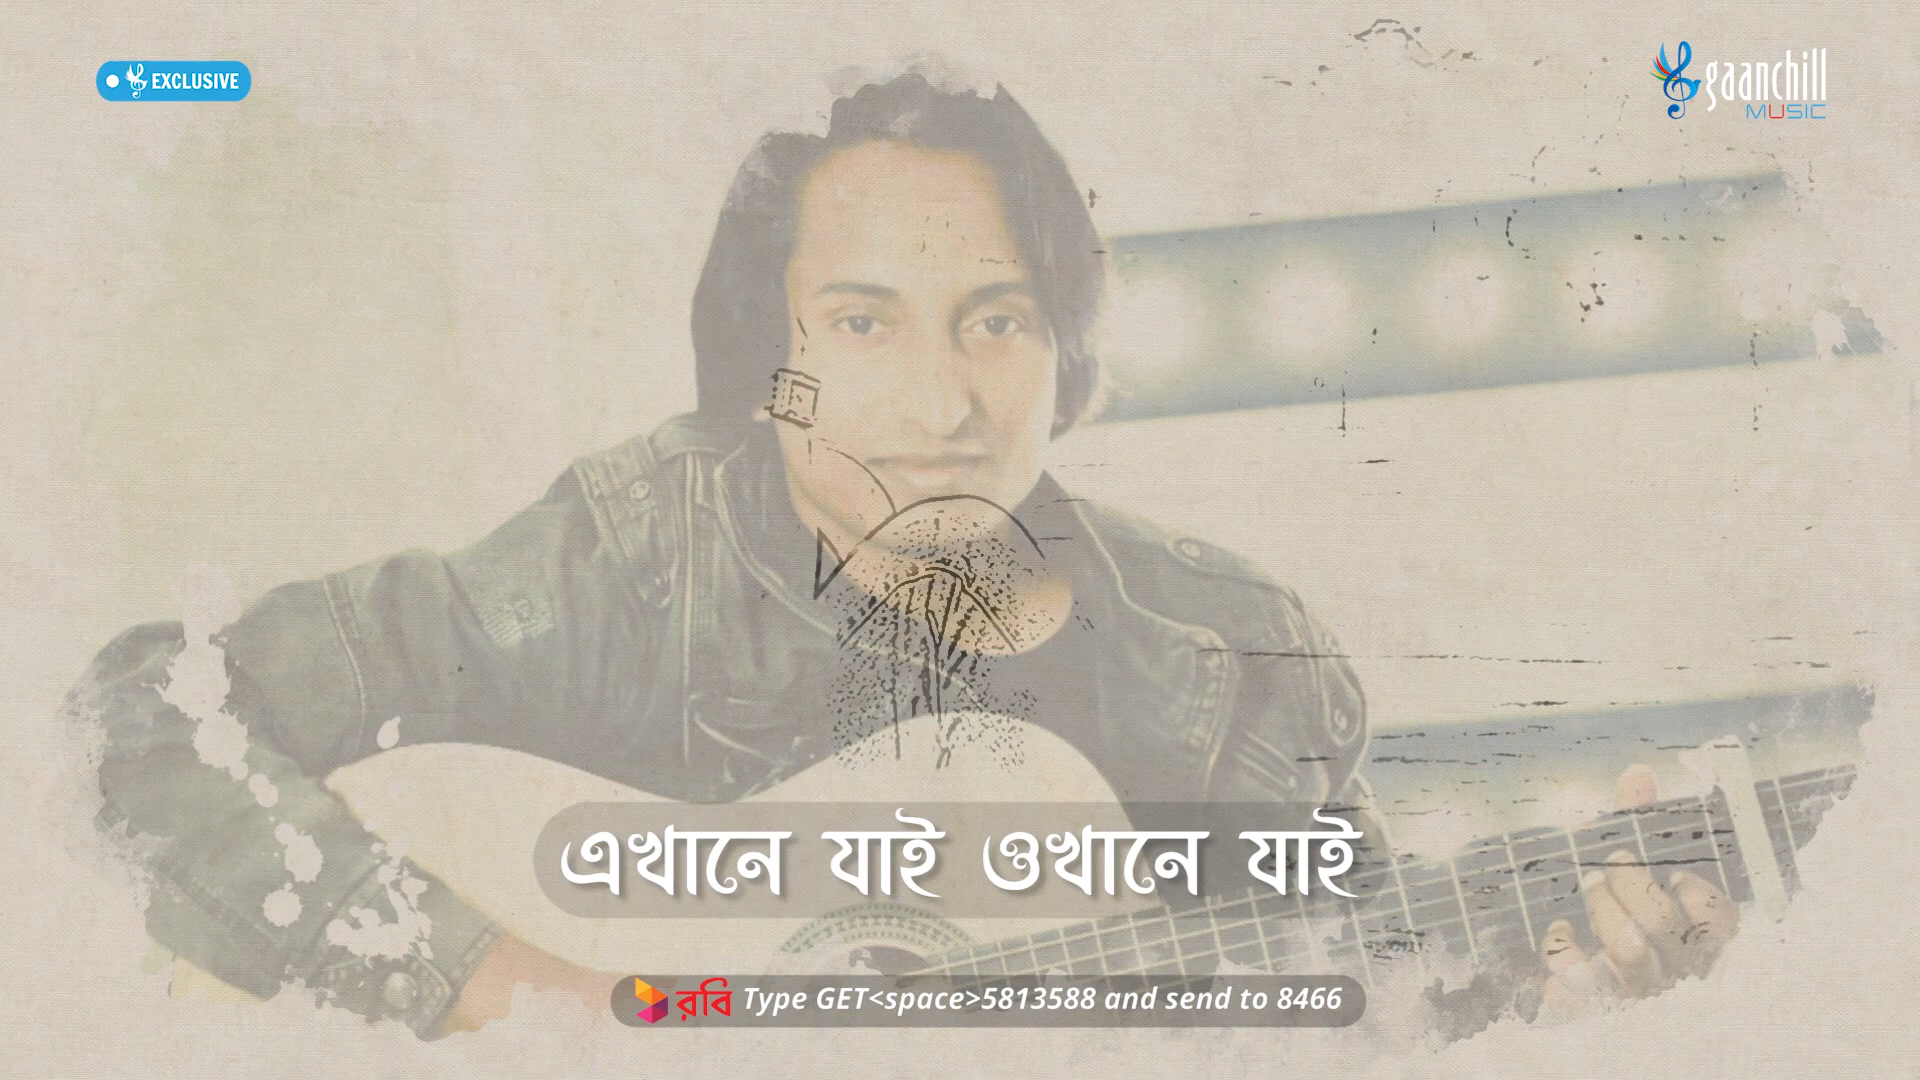 EXCLUSIVE
gaanchill
MUSIC
এখানে যাই ওখানে যাই
রবি Type GET<space>5813588 and send to 8466